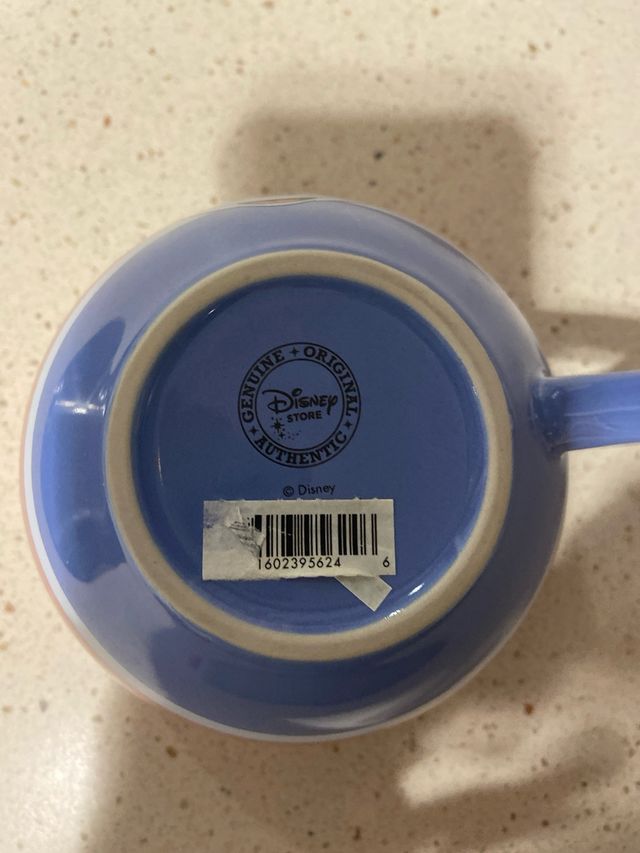 GENUINE + ORIGINAL
Disney
STORE
AUTHENTIC
© Disney
1602395624 6